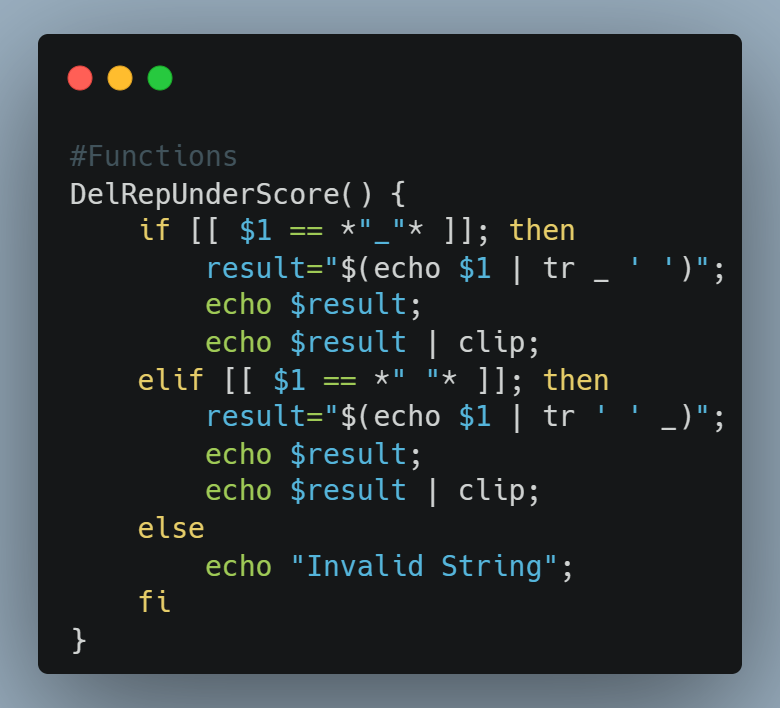 #Functions
DelRepUnderScore() {
    if [[ $1 == *"_"* ]]; then
        result="$(echo $1 | tr _ ' ')";
        echo $result;
        echo $result | clip;
    elif [[ $1 == *" "* ]]; then
        result="$(echo $1 | tr ' ' _)";
        echo $result;
        echo $result | clip;
    else
        echo "Invalid String";
    fi
}